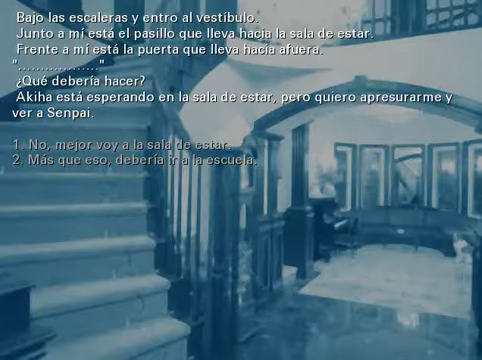 Bajo las escaleras y entro al vestíbulo.
Junto a mí está el pasillo que lleva hacia la sala de estar.
Frente a mí está la puerta que lleva hacia afuera.
"..................."
¿Qué debería hacer?
Akiha está esperando en la sala de estar, pero quiero apresurarme y
ver a Senpai.
1. No, mejor voy a la sala de estar.
2. Más que eso, debería ir a la escuela.